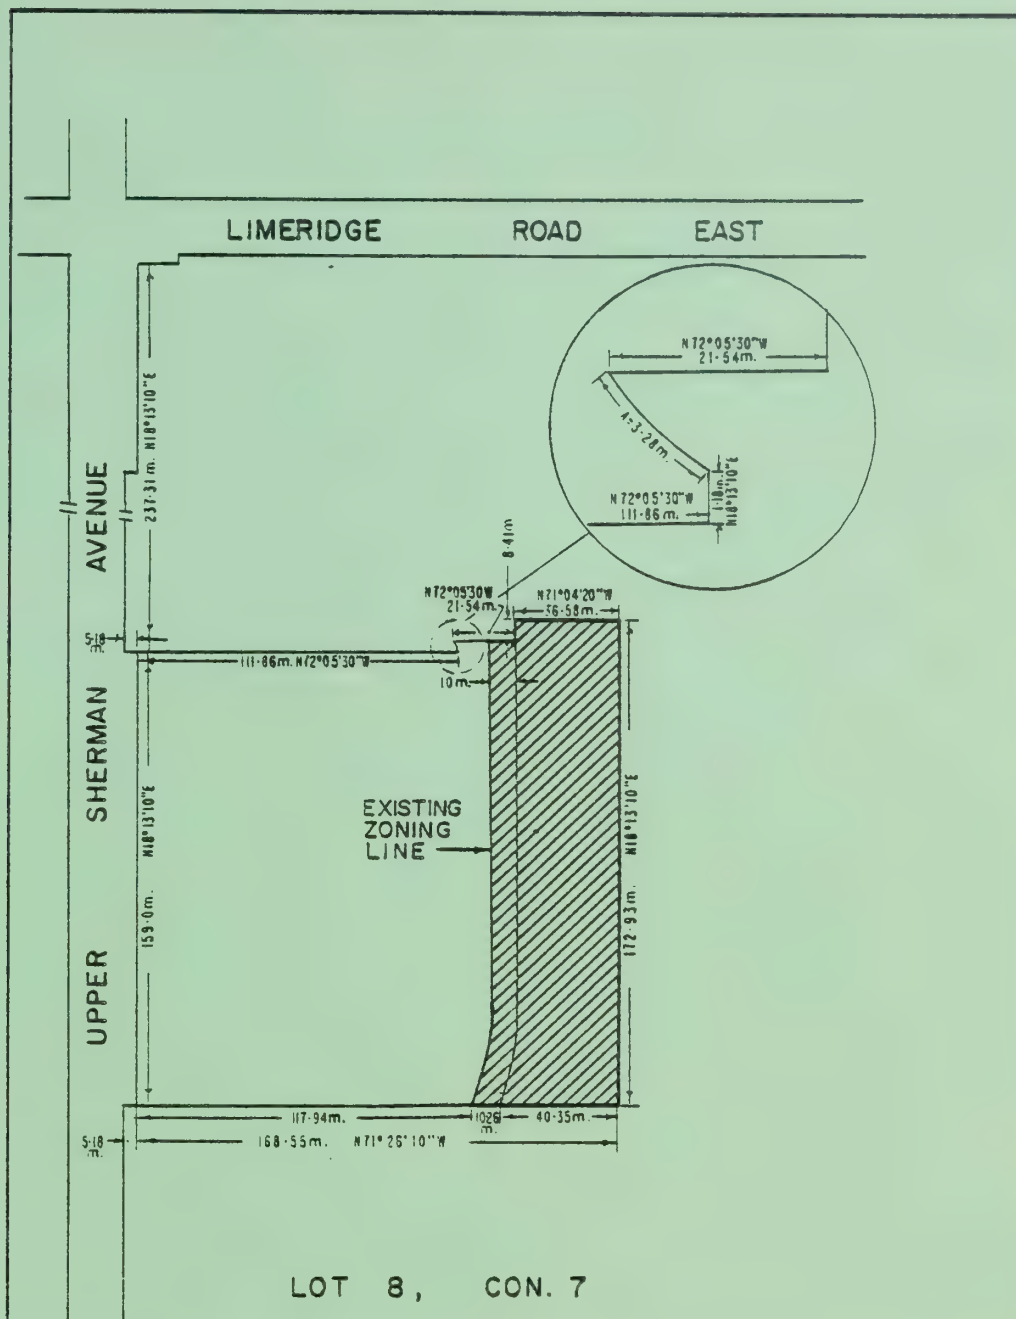 LIMERIDGE ROAD EAST
N72°05'30"W
21·54m.
A=3·28m.
N72°05'30"W
111·86m.
1·18m.
N18°13'10"E
237·31m. N18°13'10"E
AVENUE
8·41m
N72°05'30W
21·54m.
N71°04'20"W
36·58m.
5·18
m.
111·86m. N72°05'30"W
10m.
SHERMAN
EXISTING
ZONING
LINE
159·0m. N18°13'10"E
172·93m. N18°13'10"E
UPPER
117·94m.
10·26
m.
40·35m.
5·18
m.
168·55m. N71°26'10"W
LOT 8, CON. 7